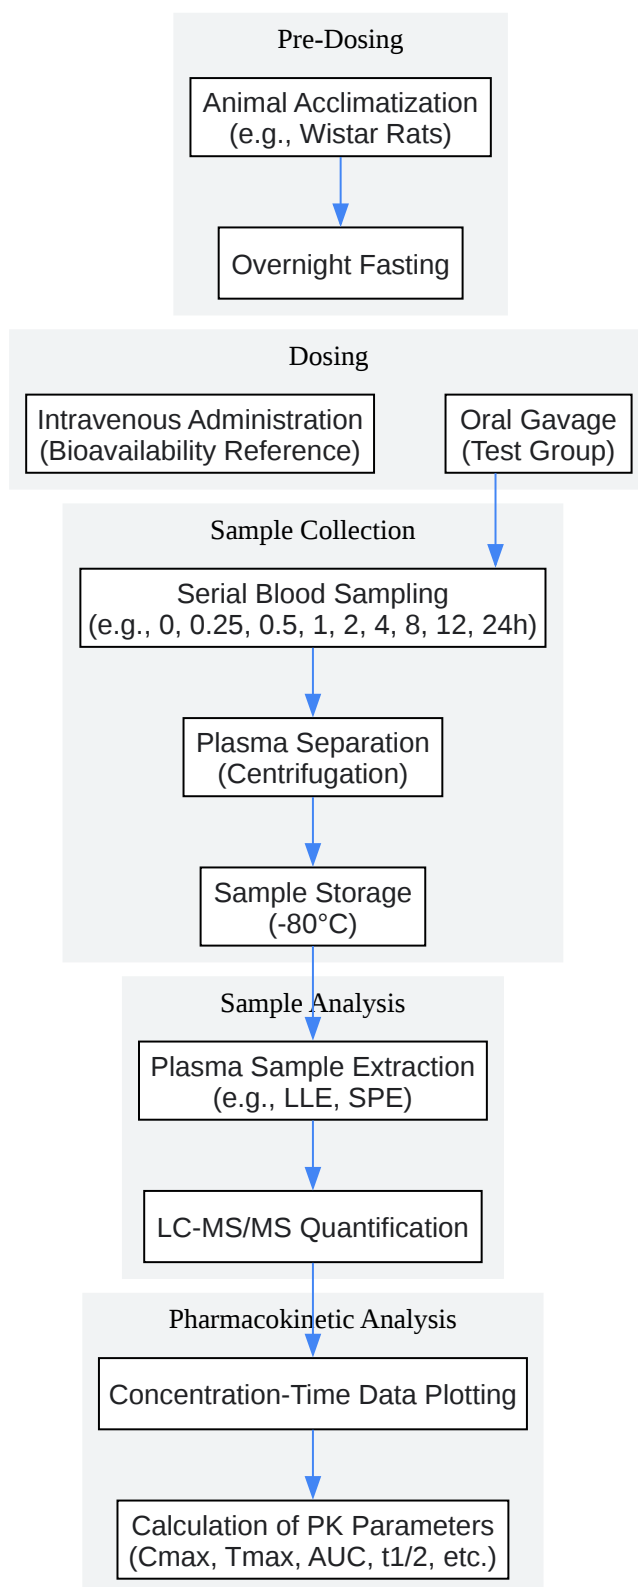 Pre-Dosing
Animal Acclimatization
(e.g., Wistar Rats)
Overnight Fasting
Dosing
Intravenous Administration
(Bioavailability Reference)
Oral Gavage
(Test Group)
Sample Collection
Serial Blood Sampling
(e.g., 0, 0.25, 0.5, 1, 2, 4, 8, 12, 24h)
Plasma Separation
(Centrifugation)
Sample Storage
(-80°C)
Sample Analysis
Plasma Sample Extraction
(e.g., LLE, SPE)
LC-MS/MS Quantification
Pharmacokinetic Analysis
Concentration-Time Data Plotting
Calculation of PK Parameters
(Cmax, Tmax, AUC, t1/2, etc.)